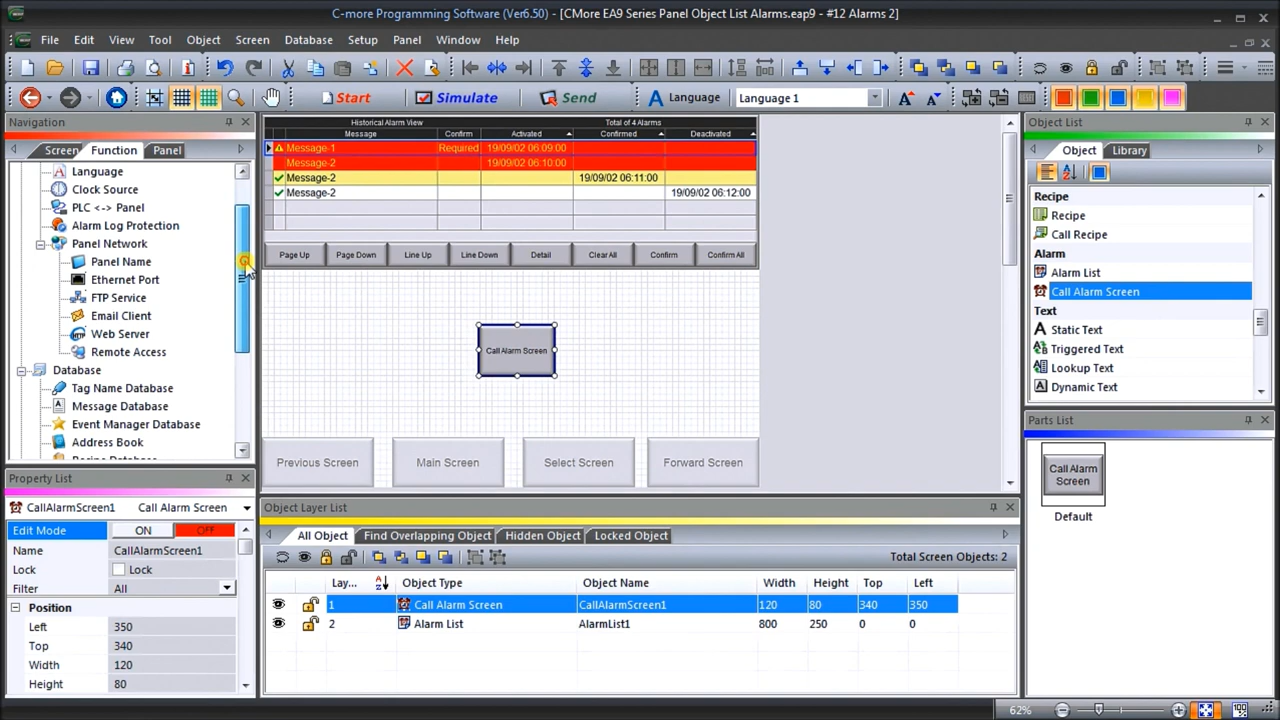 C-more Programming Software (Ver6.50) - [CMore EA9 Series Panel Object List Alarms.eap9 - #12 Alarms 2]
File Edit View Tool Object Screen Database Setup Panel Window Help
Start Simulate Send Language Language 1
Navigation
Screen Function Panel
Language
Clock Source
PLC <-> Panel
Alarm Log Protection
Panel Network
Panel Name
Ethernet Port
FTP Service
Email Client
Web Server
Remote Access
Database
Tag Name Database
Message Database
Event Manager Database
Address Book
Historical Alarm View Total of 4 Alarms
Message Confirm Activated Confirmed Deactivated
Message-1 Required 19/09/02 06:09:00
Message-2 19/09/02 06:10:00
Message-2 19/09/02 06:11:00
Message-2 19/09/02 06:12:00
Page Up Page Down Line Up Line Down Detail Clear All Confirm Confirm All
Call Alarm Screen
Previous Screen Main Screen Select Screen Forward Screen
Object List
Object Library
Recipe
Recipe
Call Recipe
Alarm
Alarm List
Call Alarm Screen
Text
Static Text
Triggered Text
Lookup Text
Dynamic Text
Parts List
Call Alarm
Screen
Default
Property List
CallAlarmScreen1 Call Alarm Screen
Edit Mode ON OFF
Name CallAlarmScreen1
Lock Lock
Filter All
Position
Left 350
Top 340
Width 120
Height 80
Object Layer List
All Object Find Overlapping Object Hidden Object Locked Object
Total Screen Objects: 2
Lay... Object Type Object Name Width Height Top Left
1 Call Alarm Screen CallAlarmScreen1 120 80 340 350
2 Alarm List AlarmList1 800 250 0 0
62%